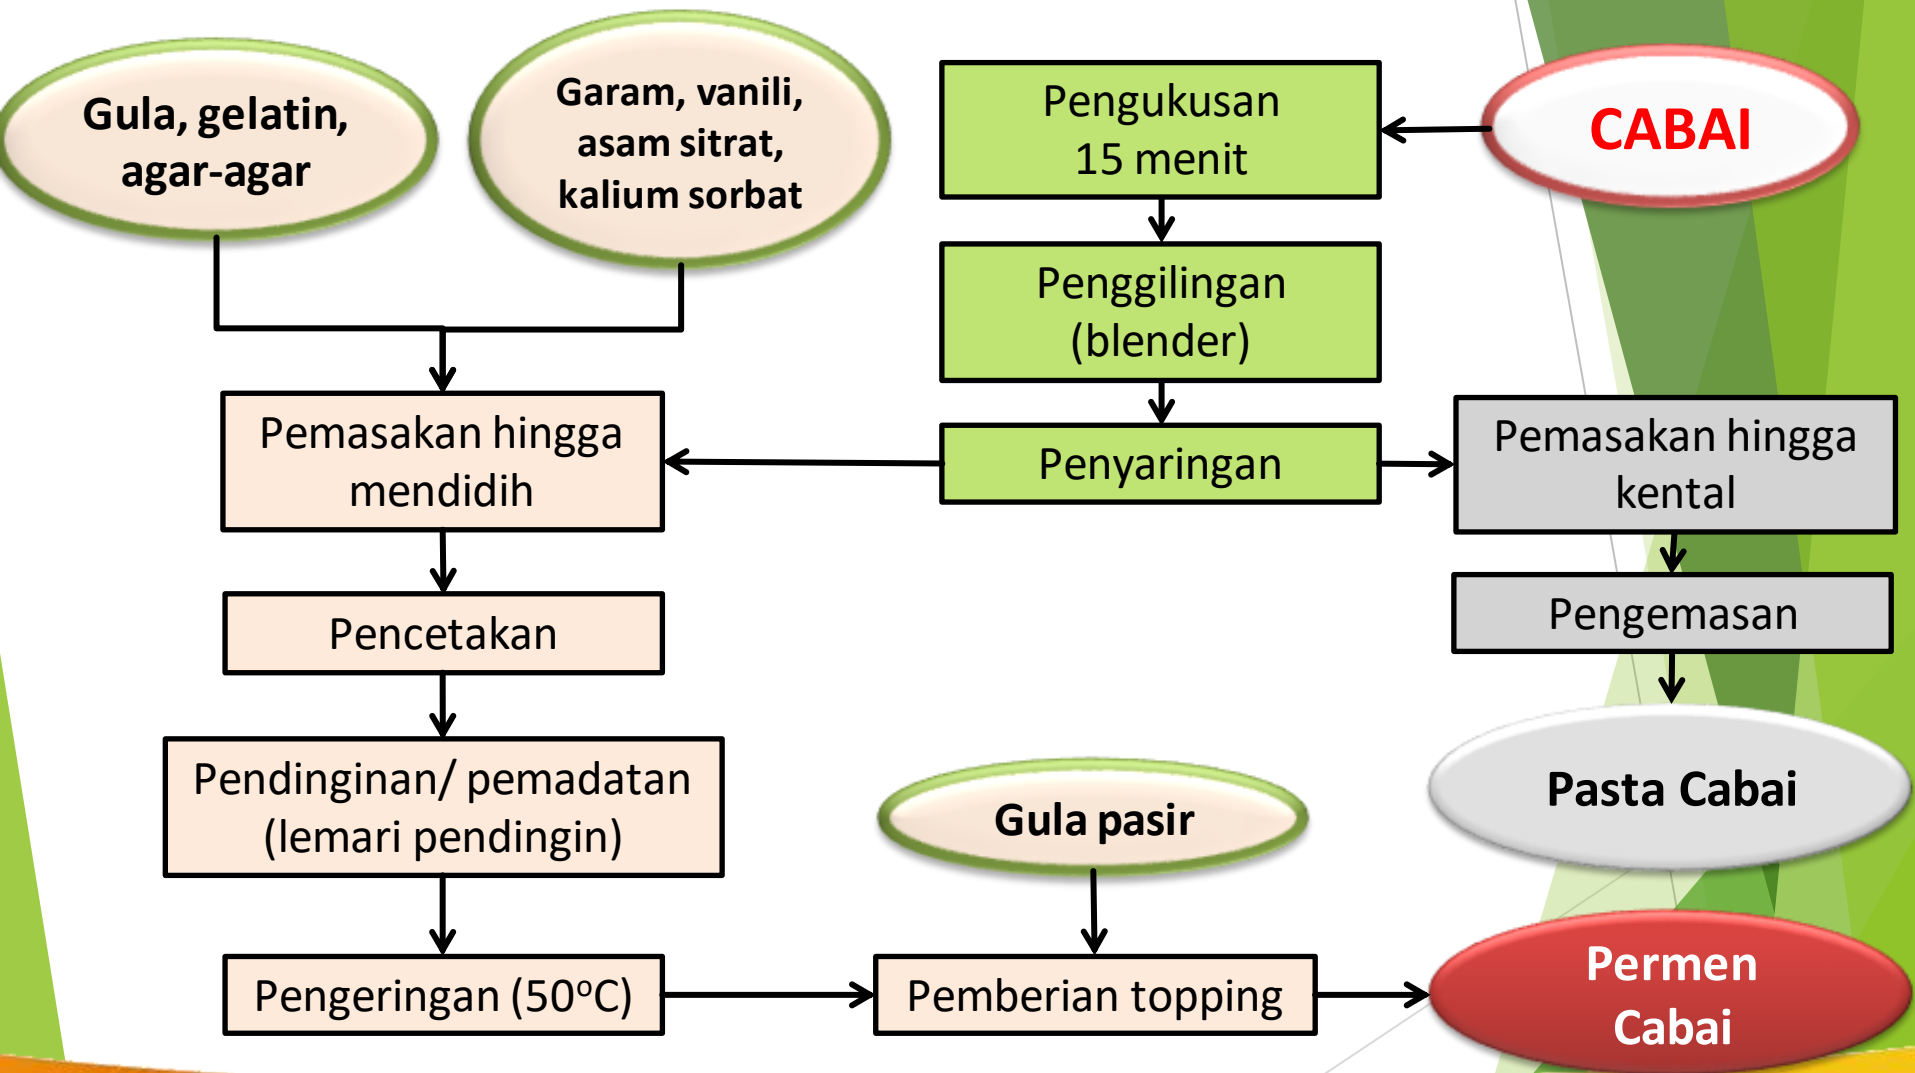 Gula, gelatin,
agar-agar
Garam, vanili,
asam sitrat,
kalium sorbat
Pengukusan
15 menit
CABAI
Penggilingan
(blender)
Pemasakan hingga
mendidih
Penyaringan
Pemasakan hingga
kental
Pencetakan
Pengemasan
Pendinginan/ pemadatan
(lemari pendingin)
Gula pasir
Pasta Cabai
Pengeringan (50°C)
Pemberian topping
Permen
Cabai